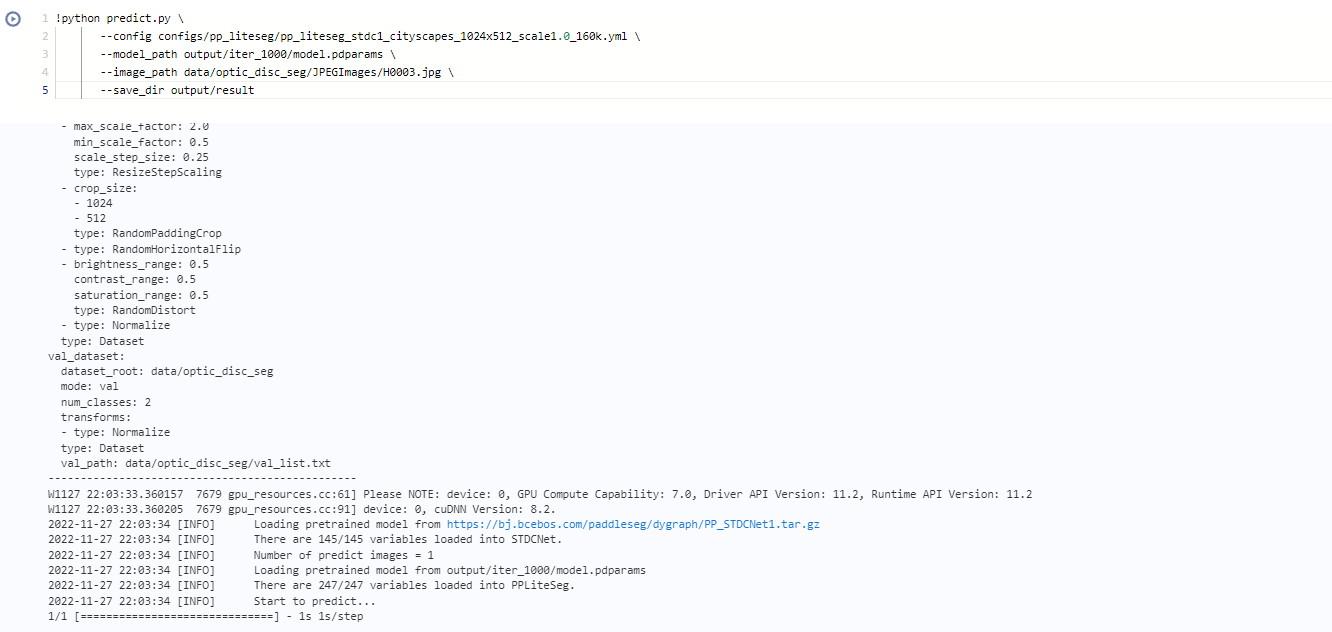 1 !python predict.py \
2 --config configs/pp_liteseg/pp_liteseg_stdc1_cityscapes_1024x512_scale1.0_160k.yml \
3 --model_path output/iter_1000/model.pdparams \
4 --image_path data/optic_disc_seg/JPEGImages/H0003.jpg \
5 --save_dir output/result
- max_scale_factor: 2.0
min_scale_factor: 0.5
scale_step_size: 0.25
type: ResizeStepScaling
- crop_size:
- 1024
- 512
type: RandomPaddingCrop
- type: RandomHorizontalFlip
- brightness_range: 0.5
contrast_range: 0.5
saturation_range: 0.5
type: RandomDistort
- type: Normalize
type: Dataset
val_dataset:
dataset_root: data/optic_disc_seg
mode: val
num_classes: 2
transforms:
- type: Normalize
type: Dataset
val_path: data/optic_disc_seg/val_list.txt
------------------------------------------------
W1127 22:03:33.360157  7679 gpu_resources.cc:61] Please NOTE: device: 0, GPU Compute Capability: 7.0, Driver API Version: 11.2, Runtime API Version: 11.2
W1127 22:03:33.360205  7679 gpu_resources.cc:91] device: 0, cuDNN Version: 8.2.
2022-11-27 22:03:34 [INFO]	Loading pretrained model from https://bj.bcebos.com/paddleseg/dygraph/PP_STDCNet1.tar.gz
2022-11-27 22:03:34 [INFO]	There are 145/145 variables loaded into STDCNet.
2022-11-27 22:03:34 [INFO]	Number of predict images = 1
2022-11-27 22:03:34 [INFO]	Loading pretrained model from output/iter_1000/model.pdparams
2022-11-27 22:03:34 [INFO]	There are 247/247 variables loaded into PPLiteSeg.
2022-11-27 22:03:34 [INFO]	Start to predict...
1/1 [==============================] - 1s 1s/step